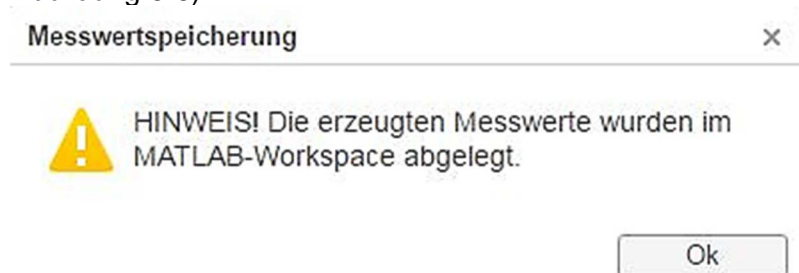 Messwertspeicherung
HINWEIS! Die erzeugten Messwerte wurden im
MATLAB-Workspace abgelegt.
Ok